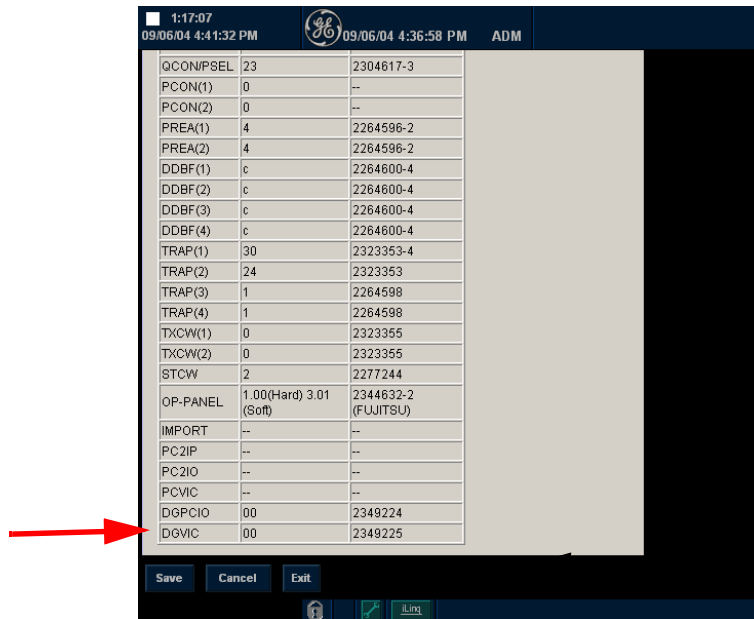 1:17:07
09/06/04 4:41:32 PM 09/06/04 4:36:58 PM ADM
QCON/PSEL 23 2304617-3
PCON(1) 0 --
PCON(2) 0 --
PREA(1) 4 2264596-2
PREA(2) 4 2264596-2
DDBF(1) c 2264600-4
DDBF(2) c 2264600-4
DDBF(3) c 2264600-4
DDBF(4) c 2264600-4
TRAP(1) 30 2323353-4
TRAP(2) 24 2323353
TRAP(3) 1 2264598
TRAP(4) 1 2264598
TXCW(1) 0 2323355
TXCW(2) 0 2323355
STCW 2 2277244
OP-PANEL 1.00(Hard) 3.01 (Soft) 2344632-2 (FUJITSU)
IMPORT -- --
PC2IP -- --
PC2IO -- --
PCVIC -- --
DGPCIO 00 2349224
DGVIC 00 2349225
Save Cancel Exit
iLinq